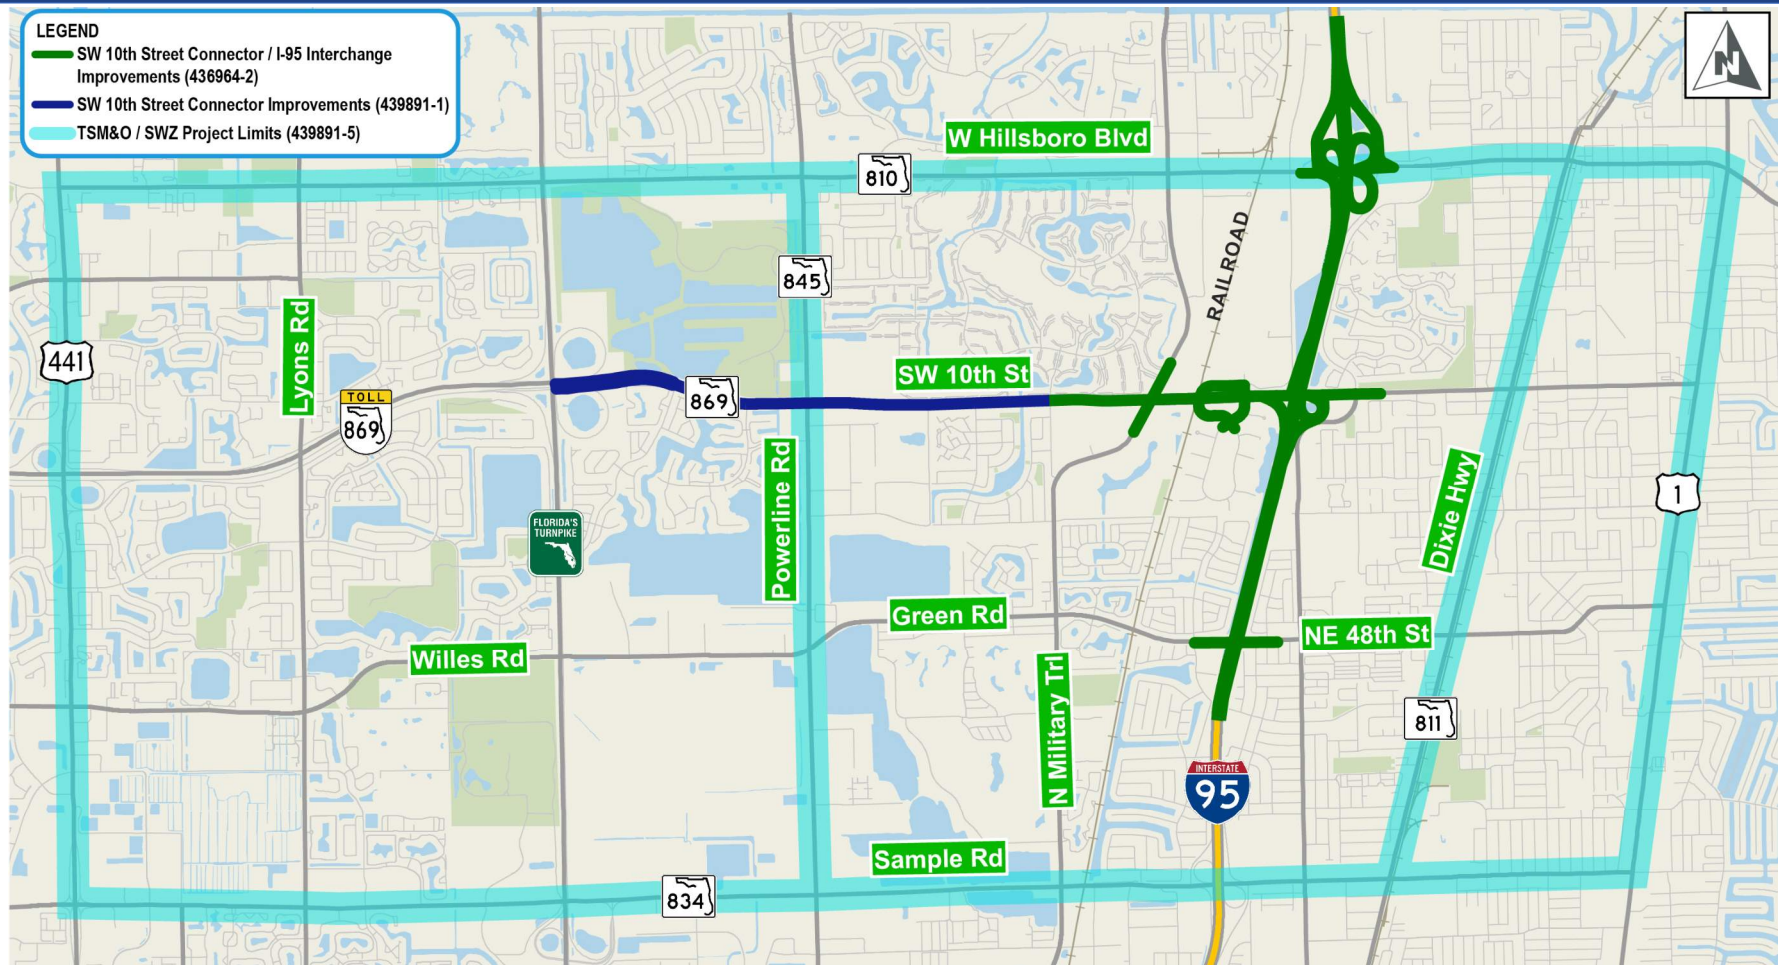 LEGEND
SW 10th Street Connector / I-95 Interchange
Improvements (436964-2)
SW 10th Street Connector Improvements (439891-1)
TSM&O / SWZ Project Limits (439891-5)
N
W Hillsboro Blvd
810
RAILROAD
845
Lyons Rd
441
SW 10th St
869
TOLL
869
Powerline Rd
Dixie Hwy
1
FLORIDA'S
TURNPIKE
Green Rd
NE 48th St
Willes Rd
N Military Trl
811
INTERSTATE
95
Sample Rd
834